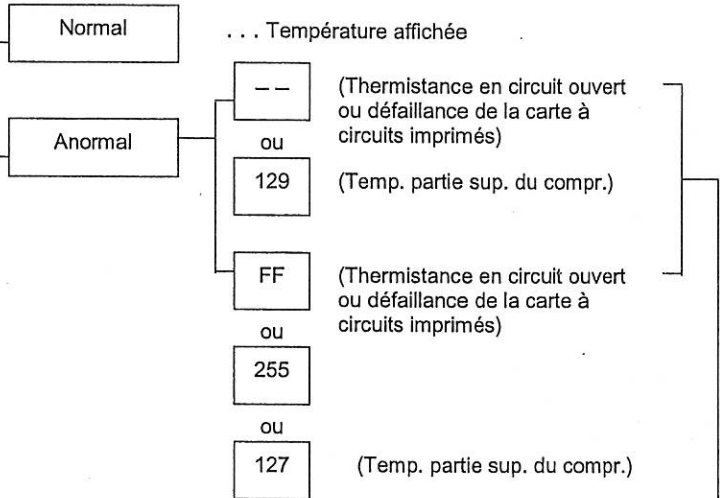 Normal
. . . Température affichée
– –
(Thermistance en circuit ouvert
ou défaillance de la carte à
circuits imprimés)
Anormal
ou
129
(Temp. partie sup. du compr.)
FF
(Thermistance en circuit ouvert
ou défaillance de la carte à
circuits imprimés)
ou
255
ou
127
(Temp. partie sup. du compr.)